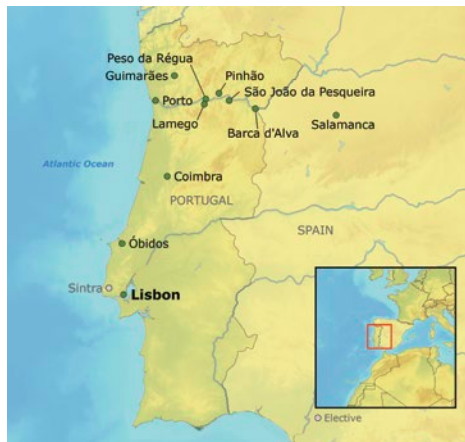 Peso da Régua
Guimarães
Pinhão
Porto
São João da Pesqueira
Lamego
Barca d'Alva
Salamanca
Atlantic Ocean
Coimbra
PORTUGAL
SPAIN
Óbidos
Sintra
Lisbon
Elective